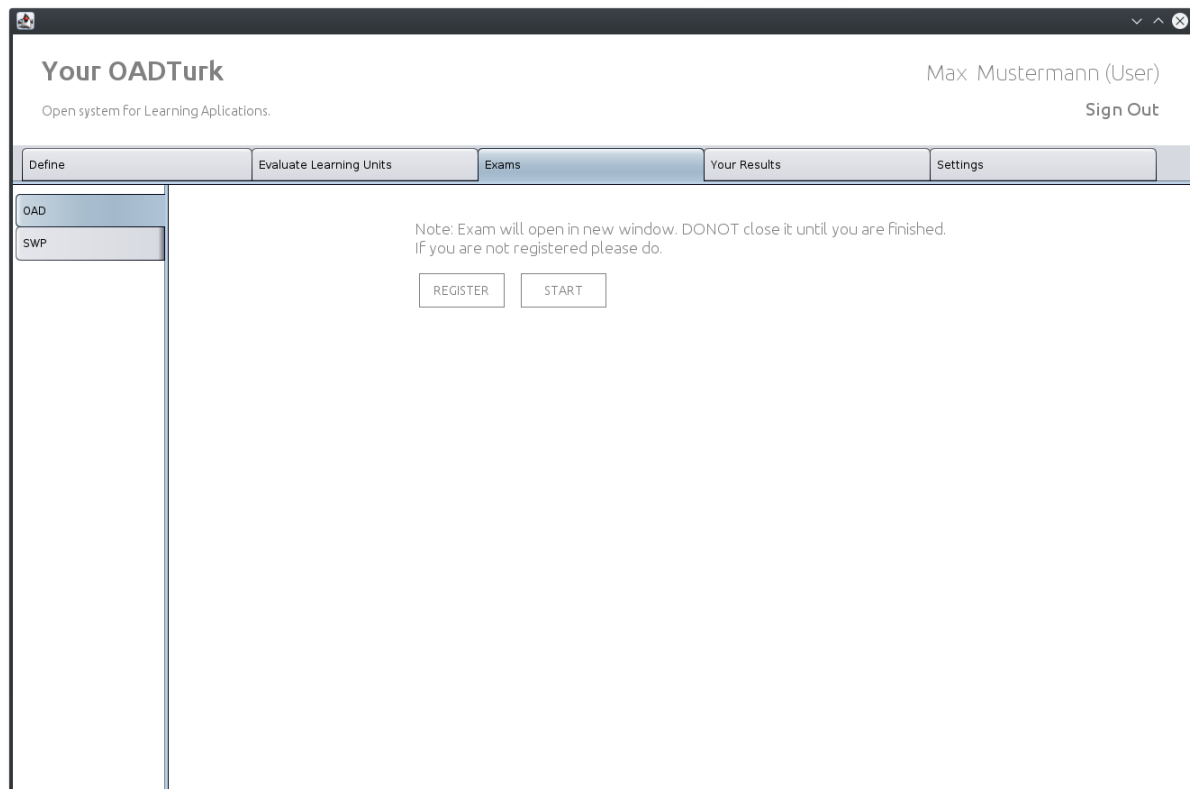 Your OADTurk
Max Mustermann (User)
Open system for Learning Aplications.
Sign Out
Define
Evaluate Learning Units
Exams
Your Results
Settings
OAD
SWP
Note: Exam will open in new window. DONOT close it until you are finished.
If you are not registered please do.
REGISTER
START